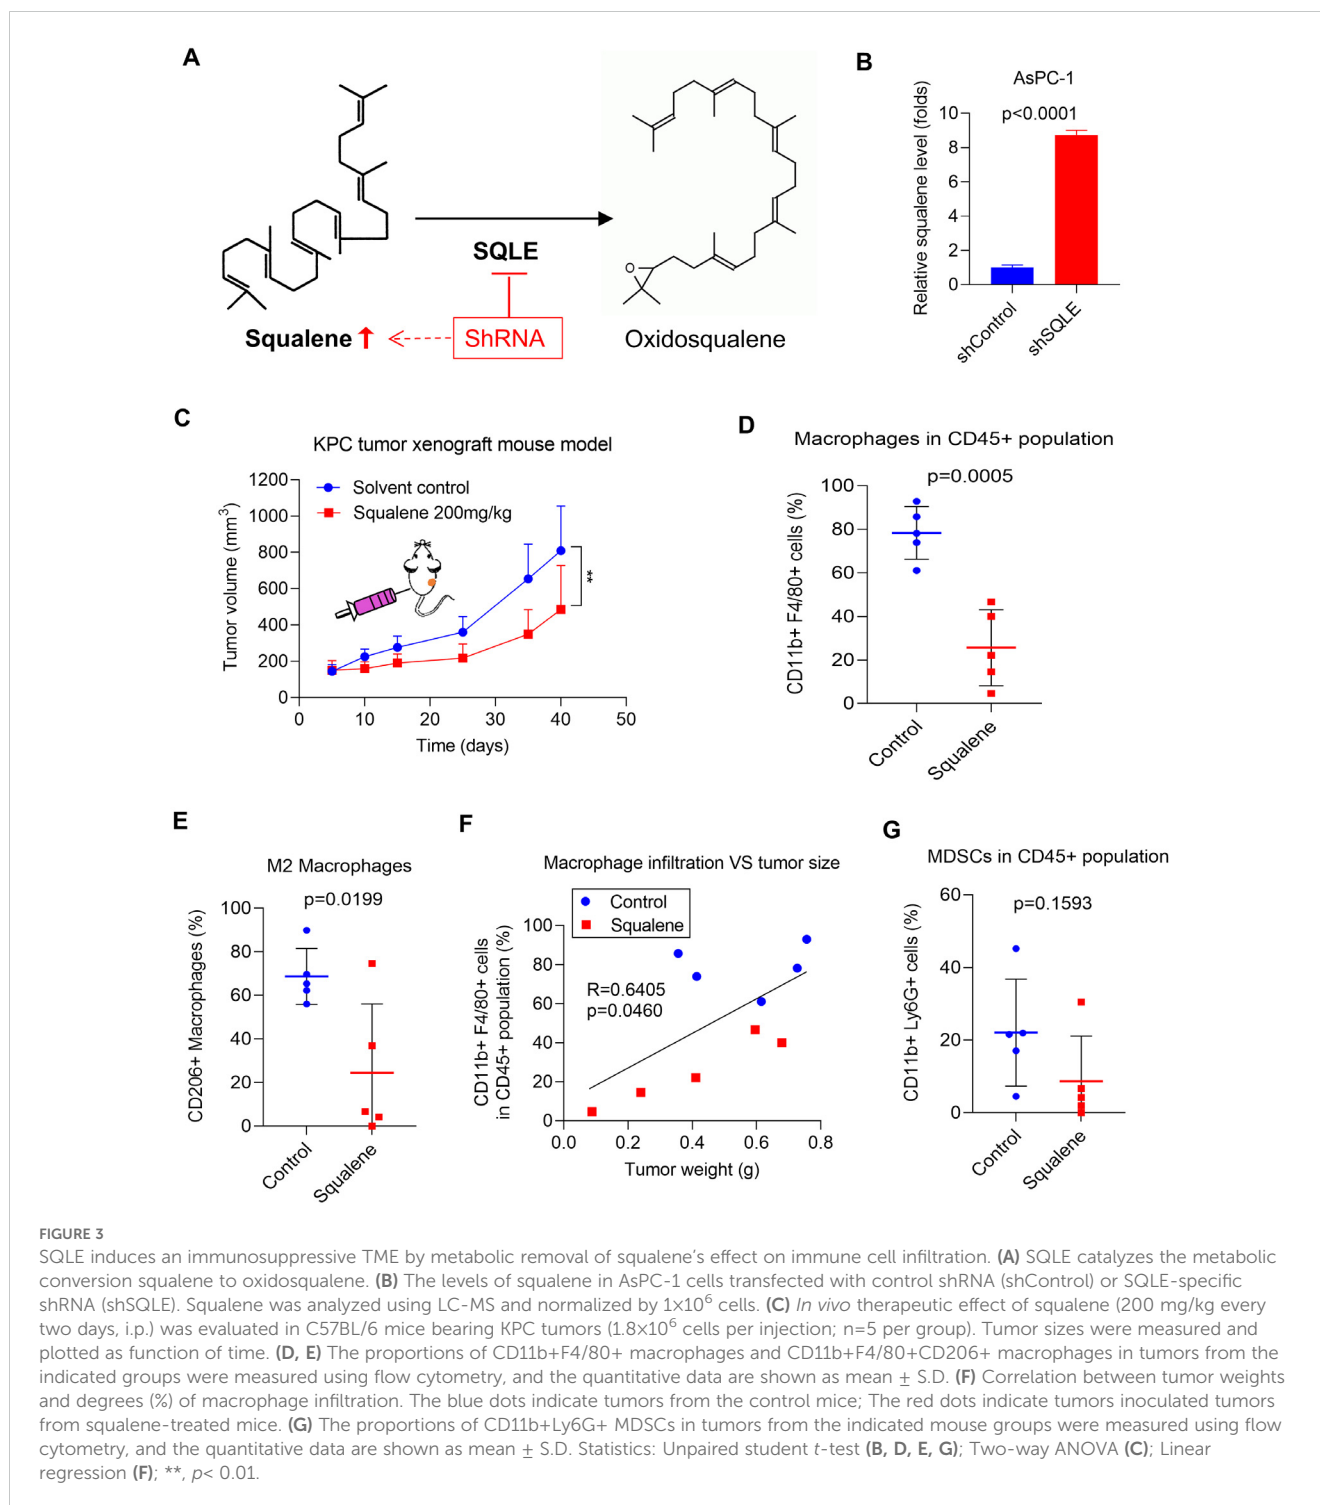 A
SQLE
ShRNA
Squalene
O
Oxidosqualene
B
AsPC-1
p<0.0001
Relative squalene level (folds)
10
8
6
4
2
0
shControl
shSQLE
C
KPC tumor xenograft mouse model
Solvent control
Squalene 200mg/kg
Tumor volume (mm³)
1200
1000
800
600
400
200
0
**
0 10 20 30 40 50
Time (days)
D
Macrophages in CD45+ population
p=0.0005
CD11b+ F4/80+ cells (%)
100
80
60
40
20
0
Control
Squalene
E
M2 Macrophages
p=0.0199
CD206+ Macrophages (%)
100
80
60
40
20
0
Control
Squalene
F
Macrophage infiltration VS tumor size
Control
Squalene
R=0.6405
p=0.0460
CD11b+ F4/80+ cells
in CD45+ population (%)
100
80
60
40
20
0
0.0 0.2 0.4 0.6 0.8
Tumor weight (g)
G
MDSCs in CD45+ population
p=0.1593
CD11b+ Ly6G+ cells (%)
60
40
20
0
Control
Squalene
FIGURE 3
SQLE induces an immunosuppressive TME by metabolic removal of squalene's effect on immune cell infiltration. (A) SQLE catalyzes the metabolic
conversion squalene to oxidosqualene. (B) The levels of squalene in AsPC-1 cells transfected with control shRNA (shControl) or SQLE-specific
shRNA (shSQLE). Squalene was analyzed using LC-MS and normalized by 1×10⁶ cells. (C) In vivo therapeutic effect of squalene (200 mg/kg every
two days, i.p.) was evaluated in C57BL/6 mice bearing KPC tumors (1.8×10⁶ cells per injection; n=5 per group). Tumor sizes were measured and
plotted as function of time. (D, E) The proportions of CD11b+F4/80+ macrophages and CD11b+F4/80+CD206+ macrophages in tumors from the
indicated groups were measured using flow cytometry, and the quantitative data are shown as mean ± S.D. (F) Correlation between tumor weights
and degrees (%) of macrophage infiltration. The blue dots indicate tumors from the control mice; The red dots indicate tumors inoculated tumors
from squalene-treated mice. (G) The proportions of CD11b+Ly6G+ MDSCs in tumors from the indicated mouse groups were measured using flow
cytometry, and the quantitative data are shown as mean ± S.D. Statistics: Unpaired student t-test (B, D, E, G); Two-way ANOVA (C); Linear
regression (F); **, p< 0.01.